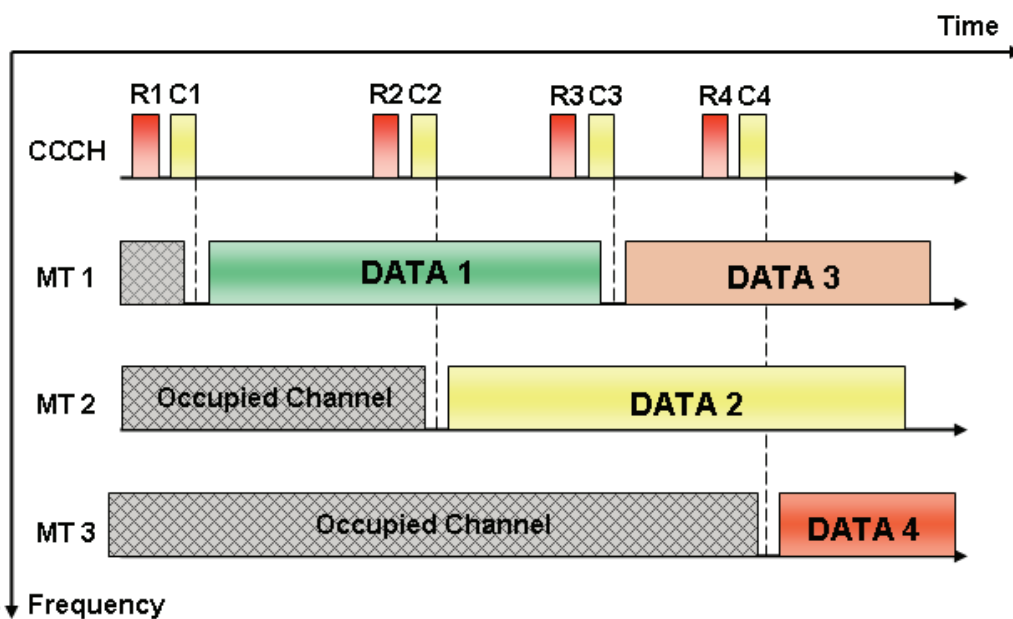 Time
R1 C1 R2 C2 R3 C3 R4 C4
CCCH
MT 1 DATA 1 DATA 3
MT 2 Occupied Channel DATA 2
MT 3 Occupied Channel DATA 4
Frequency